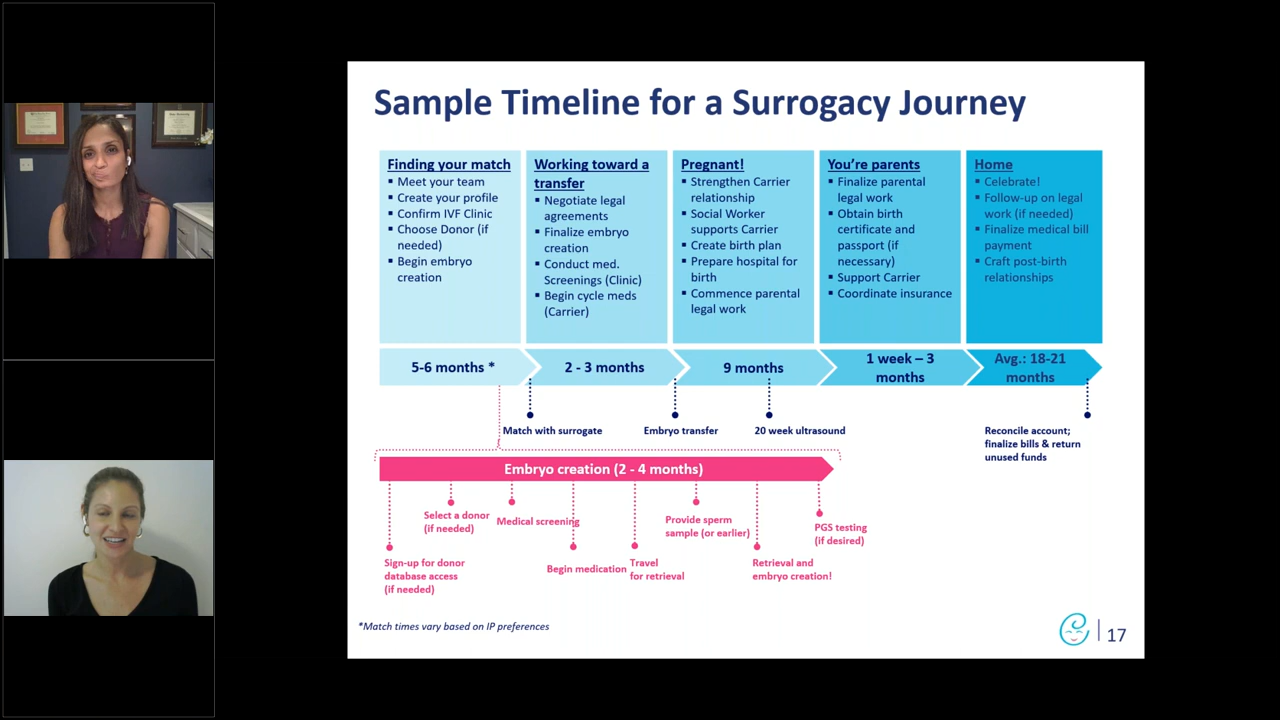 Sample Timeline for a Surrogacy Journey
Finding your match
▪ Meet your team
▪ Create your profile
▪ Confirm IVF Clinic
▪ Choose Donor (if
needed)
▪ Begin embryo
creation
Working toward a
transfer
▪ Negotiate legal
agreements
▪ Finalize embryo
creation
▪ Conduct med.
Screenings (Clinic)
▪ Begin cycle meds
(Carrier)
Pregnant!
▪ Strengthen Carrier
relationship
▪ Social Worker
supports Carrier
▪ Create birth plan
▪ Prepare hospital for
birth
▪ Commence parental
legal work
You're parents
▪ Finalize parental
legal work
▪ Obtain birth
certificate and
passport (if
necessary)
▪ Support Carrier
▪ Coordinate insurance
Home
▪ Celebrate!
▪ Follow-up on legal
work (if needed)
▪ Finalize medical bill
payment
▪ Craft post-birth
relationships
5-6 months *
2 - 3 months
9 months
1 week – 3
months
Avg.: 18-21
months
Match with surrogate
Embryo transfer
20 week ultrasound
Reconcile account;
finalize bills & return
unused funds
Embryo creation (2 - 4 months)
Sign-up for donor
database access
(if needed)
Select a donor
(if needed)
Medical screening
Begin medication
Travel
for retrieval
Provide sperm
sample (or earlier)
Retrieval and
embryo creation!
PGS testing
(if desired)
*Match times vary based on IP preferences
17